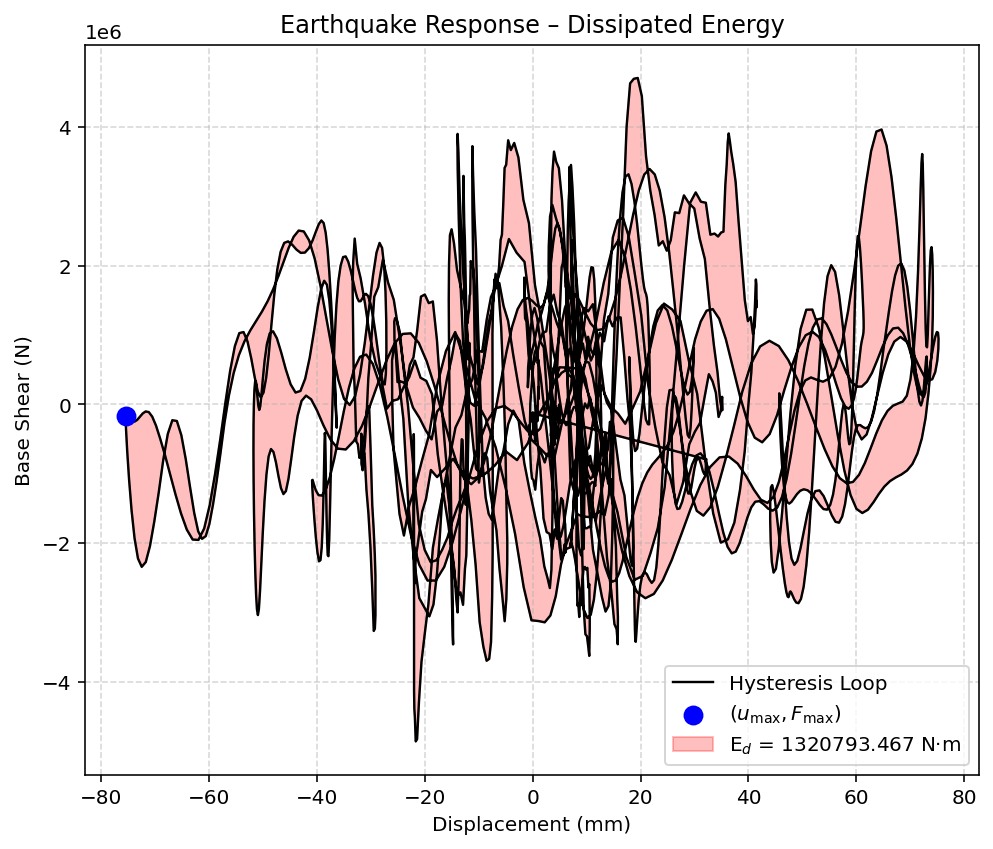 Earthquake Response – Dissipated Energy
1e6
4
2
0
−2
−4
Base Shear (N)
−80 −60 −40 −20 0 20 40 60 80
Displacement (mm)
Hysteresis Loop
(u_max, F_max)
E_d = 1320793.467 N·m